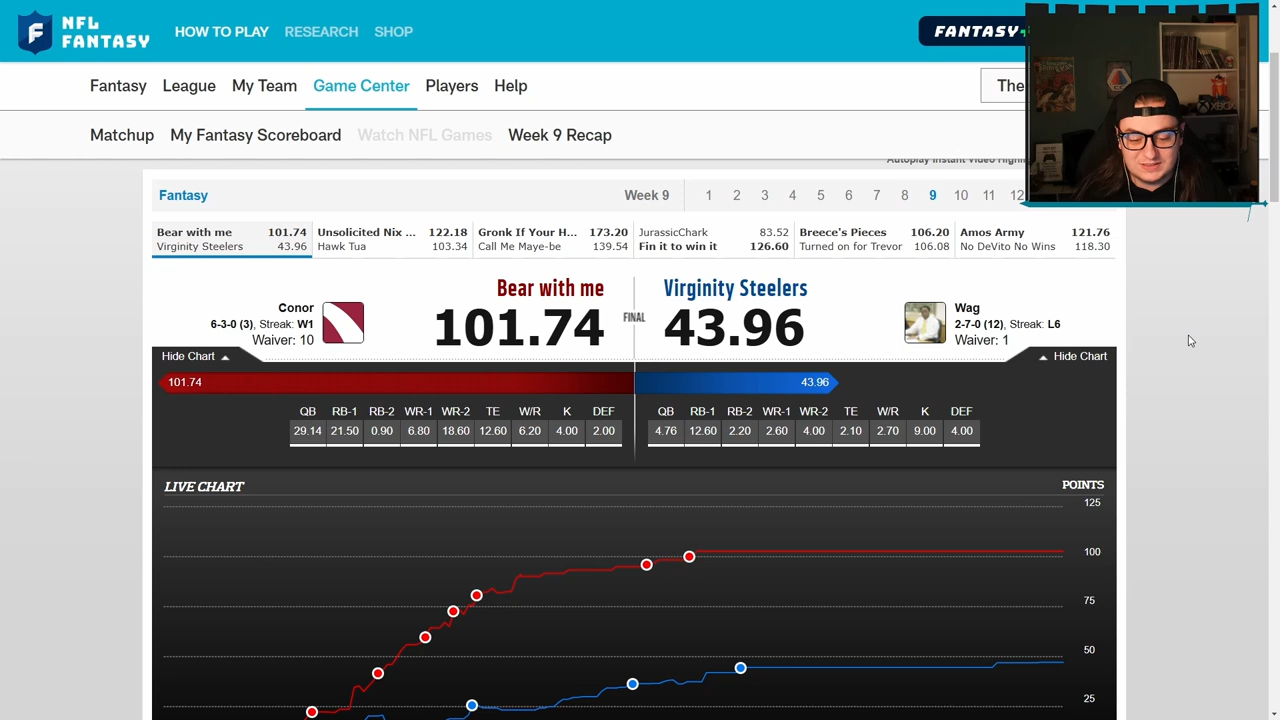 NFL FANTASY
HOW TO PLAY RESEARCH SHOP
FANTASY+
Fantasy League My Team Game Center Players Help
The
Matchup My Fantasy Scoreboard Watch NFL Games Week 9 Recap
Fantasy Week 9 1 2 3 4 5 6 7 8 9 10 11 12
Bear with me 101.74 Unsolicited Nix ... 122.18 Gronk If Your H... 173.20 JurassicChark 83.52 Breece's Pieces 106.20 Amos Army 121.76
Virginity Steelers 43.96 Hawk Tua 103.34 Call Me Maye-be 139.54 Fin it to win it 126.60 Turned on for Trevor 106.08 No DeVito No Wins 118.30
Bear with me Virginity Steelers
Conor Wag
101.74 FINAL 43.96
6-3-0 (3), Streak: W1 2-7-0 (12), Streak: L6
Waiver: 10 Waiver: 1
Hide Chart Hide Chart
101.74 43.96
QB RB-1 RB-2 WR-1 WR-2 TE W/R K DEF QB RB-1 RB-2 WR-1 WR-2 TE W/R K DEF
29.14 21.50 0.90 6.80 18.60 12.60 6.20 4.00 2.00 4.76 12.60 2.20 2.60 4.00 2.10 2.70 9.00 4.00
LIVE CHART POINTS
125
100
75
50
25